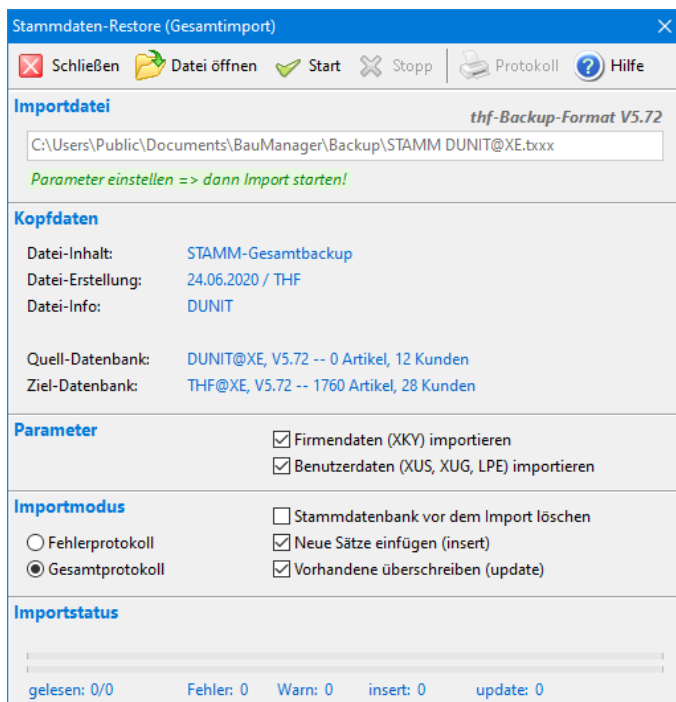 Stammdaten-Restore (Gesamtimport)
Schließen Datei öffnen Start Stopp Protokoll Hilfe
Importdatei
thf-Backup-Format V5.72
C:\Users\Public\Documents\BauManager\Backup\STAMM DUNIT@XE.txxx
Parameter einstellen => dann Import starten!
Kopfdaten
Datei-Inhalt: STAMM-Gesamtbackup
Datei-Erstellung: 24.06.2020 / THF
Datei-Info: DUNIT
Quell-Datenbank: DUNIT@XE, V5.72 -- 0 Artikel, 12 Kunden
Ziel-Datenbank: THF@XE, V5.72 -- 1760 Artikel, 28 Kunden
Parameter
Firmendaten (XKY) importieren
Benutzerdaten (XUS, XUG, LPE) importieren
Importmodus
Stammdatenbank vor dem Import löschen
Fehlerprotokoll Neue Sätze einfügen (insert)
Gesamtprotokoll Vorhandene überschreiben (update)
Importstatus
gelesen: 0/0 Fehler: 0 Warn: 0 insert: 0 update: 0